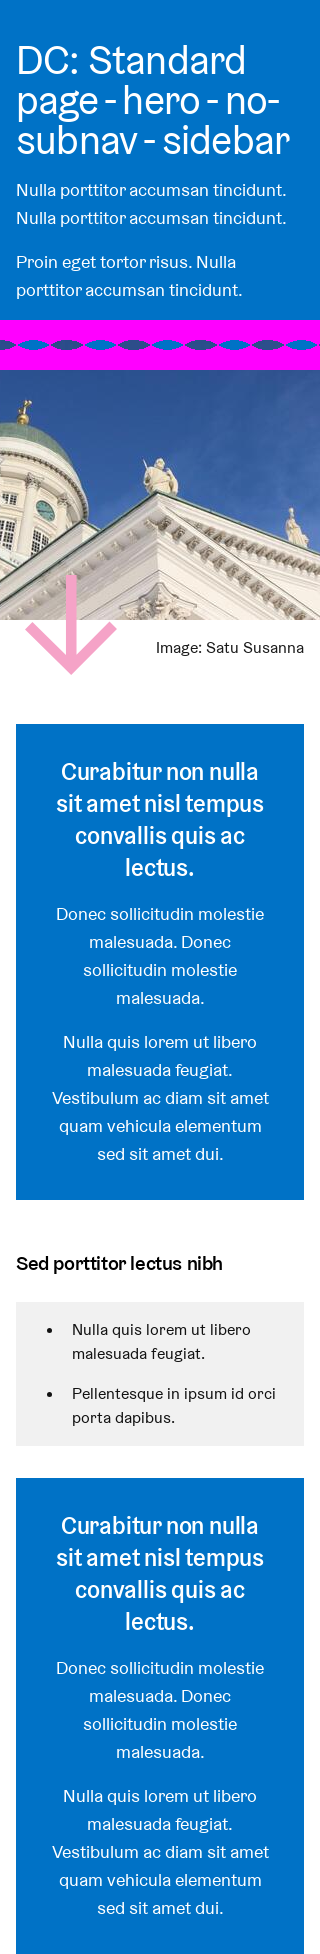 DC: Standard
page - hero - no-
subnav - sidebar
Nulla porttitor accumsan tincidunt.
Nulla porttitor accumsan tincidunt.
Proin eget tortor risus. Nulla
porttitor accumsan tincidunt.
Image: Satu Susanna
Curabitur non nulla
sit amet nisl tempus
convallis quis ac
lectus.
Donec sollicitudin molestie
malesuada. Donec
sollicitudin molestie
malesuada.
Nulla quis lorem ut libero
malesuada feugiat.
Vestibulum ac diam sit amet
quam vehicula elementum
sed sit amet dui.
Sed porttitor lectus nibh
• Nulla quis lorem ut libero
malesuada feugiat.
• Pellentesque in ipsum id orci
porta dapibus.
Curabitur non nulla
sit amet nisl tempus
convallis quis ac
lectus.
Donec sollicitudin molestie
malesuada. Donec
sollicitudin molestie
malesuada.
Nulla quis lorem ut libero
malesuada feugiat.
Vestibulum ac diam sit amet
quam vehicula elementum
sed sit amet dui.